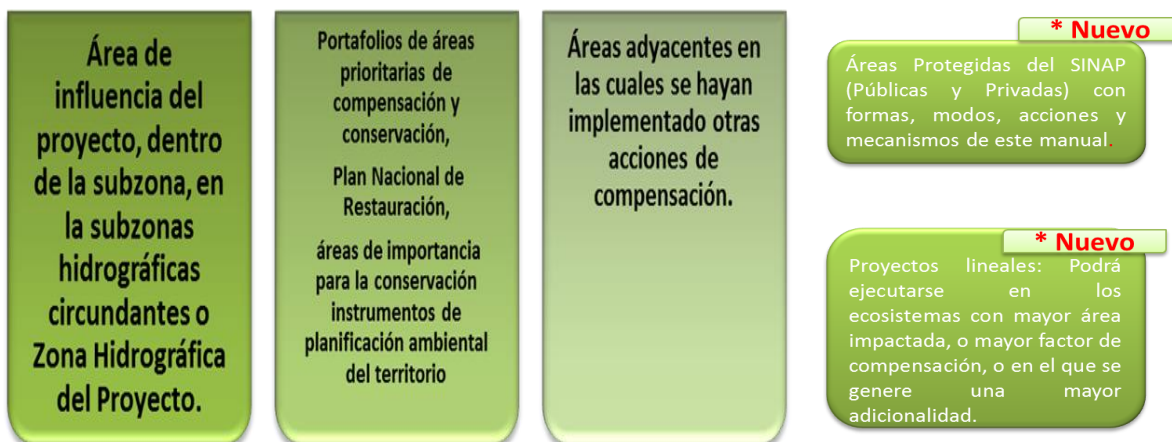 Área de
influencia del
proyecto, dentro
de la subzona, en
la subzonas
hidrográficas
circundantes o
Zona Hidrográfica
del Proyecto.
Portafolios de áreas
prioritarias de
compensación y
conservación,
Plan Nacional de
Restauración,
áreas de importancia
para la conservación
instrumentos de
planificación ambiental
del territorio
Áreas adyacentes en
las cuales se hayan
implementado otras
acciones de
compensación.
* Nuevo
Áreas Protegidas del SINAP
(Públicas y Privadas) con
formas, modos, acciones y
mecanismos de este manual.
* Nuevo
Proyectos lineales: Podrá
ejecutarse en los
ecosistemas con mayor área
impactada, o mayor factor de
compensación, o en el que se
genere una mayor
adicionalidad.